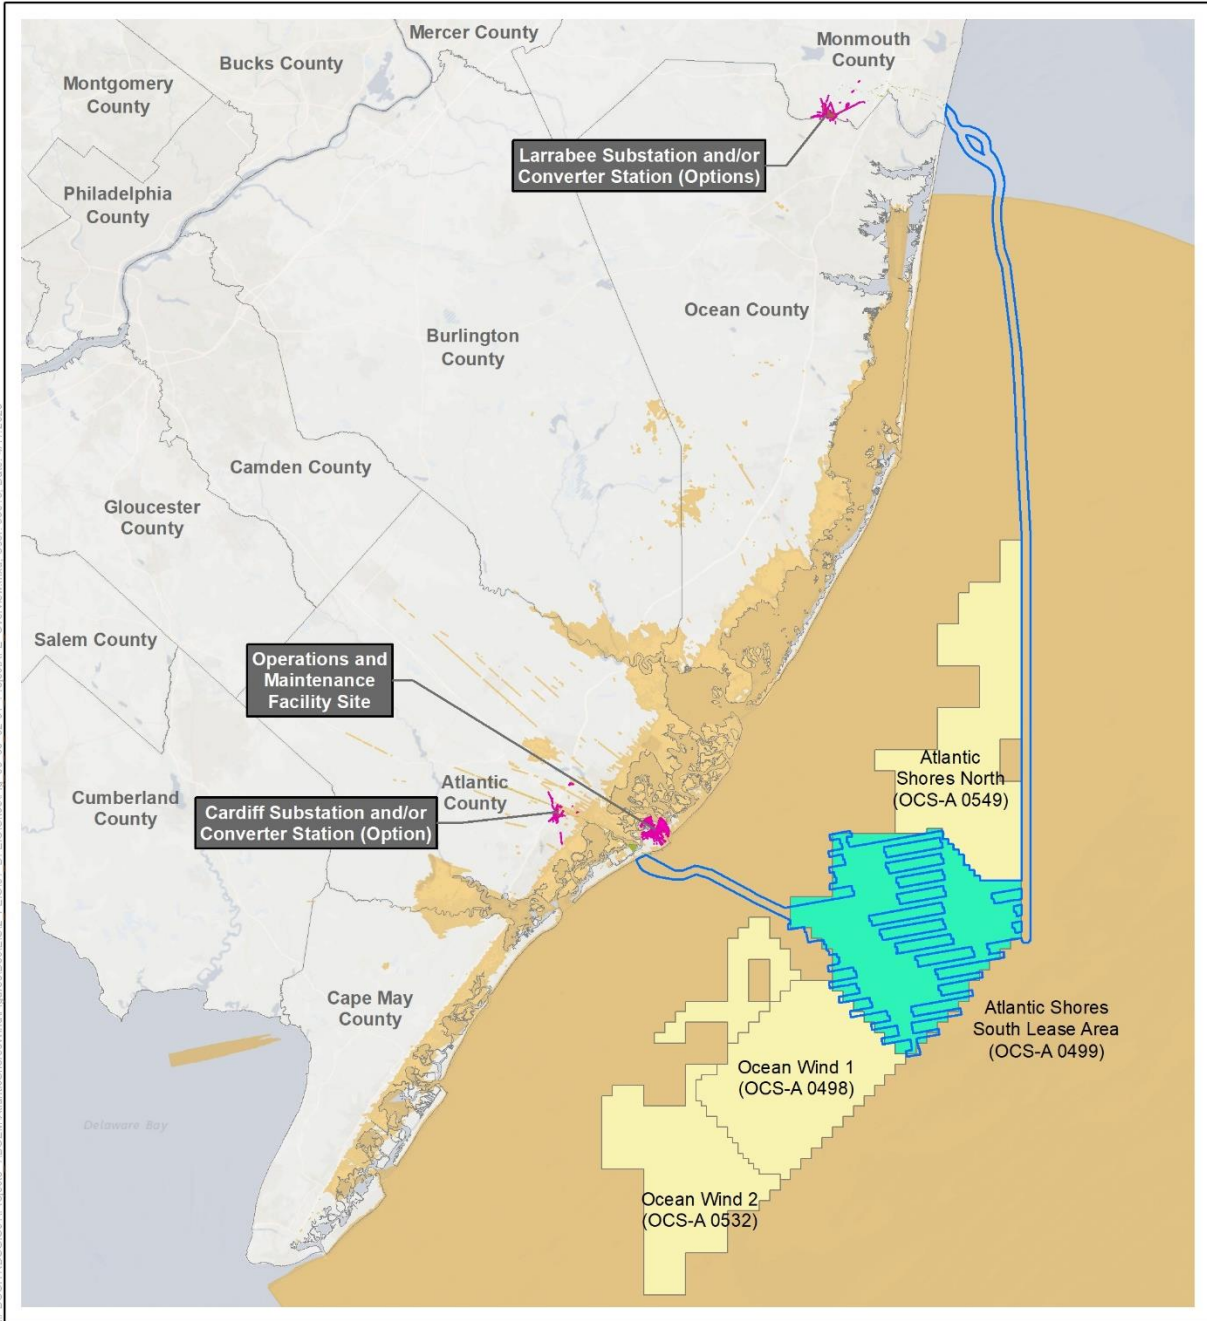 Mercer County
Monmouth
County
Bucks County
Montgomery
County
Larrabee Substation and/or
Converter Station (Options)
Philadelphia
County
Ocean County
Burlington
County
Camden County
Gloucester
County
Salem County
Operations and
Maintenance
Facility Site
Atlantic
Shores North
(OCS-A 0549)
Atlantic
County
Cumberland
County
Cardiff Substation and/or
Converter Station (Option)
Cape May
County
Atlantic Shores
South Lease Area
(OCS-A 0499)
Ocean Wind 1
(OCS-A 0498)
Delaware Bay
Ocean Wind 2
(OCS-A 0532)